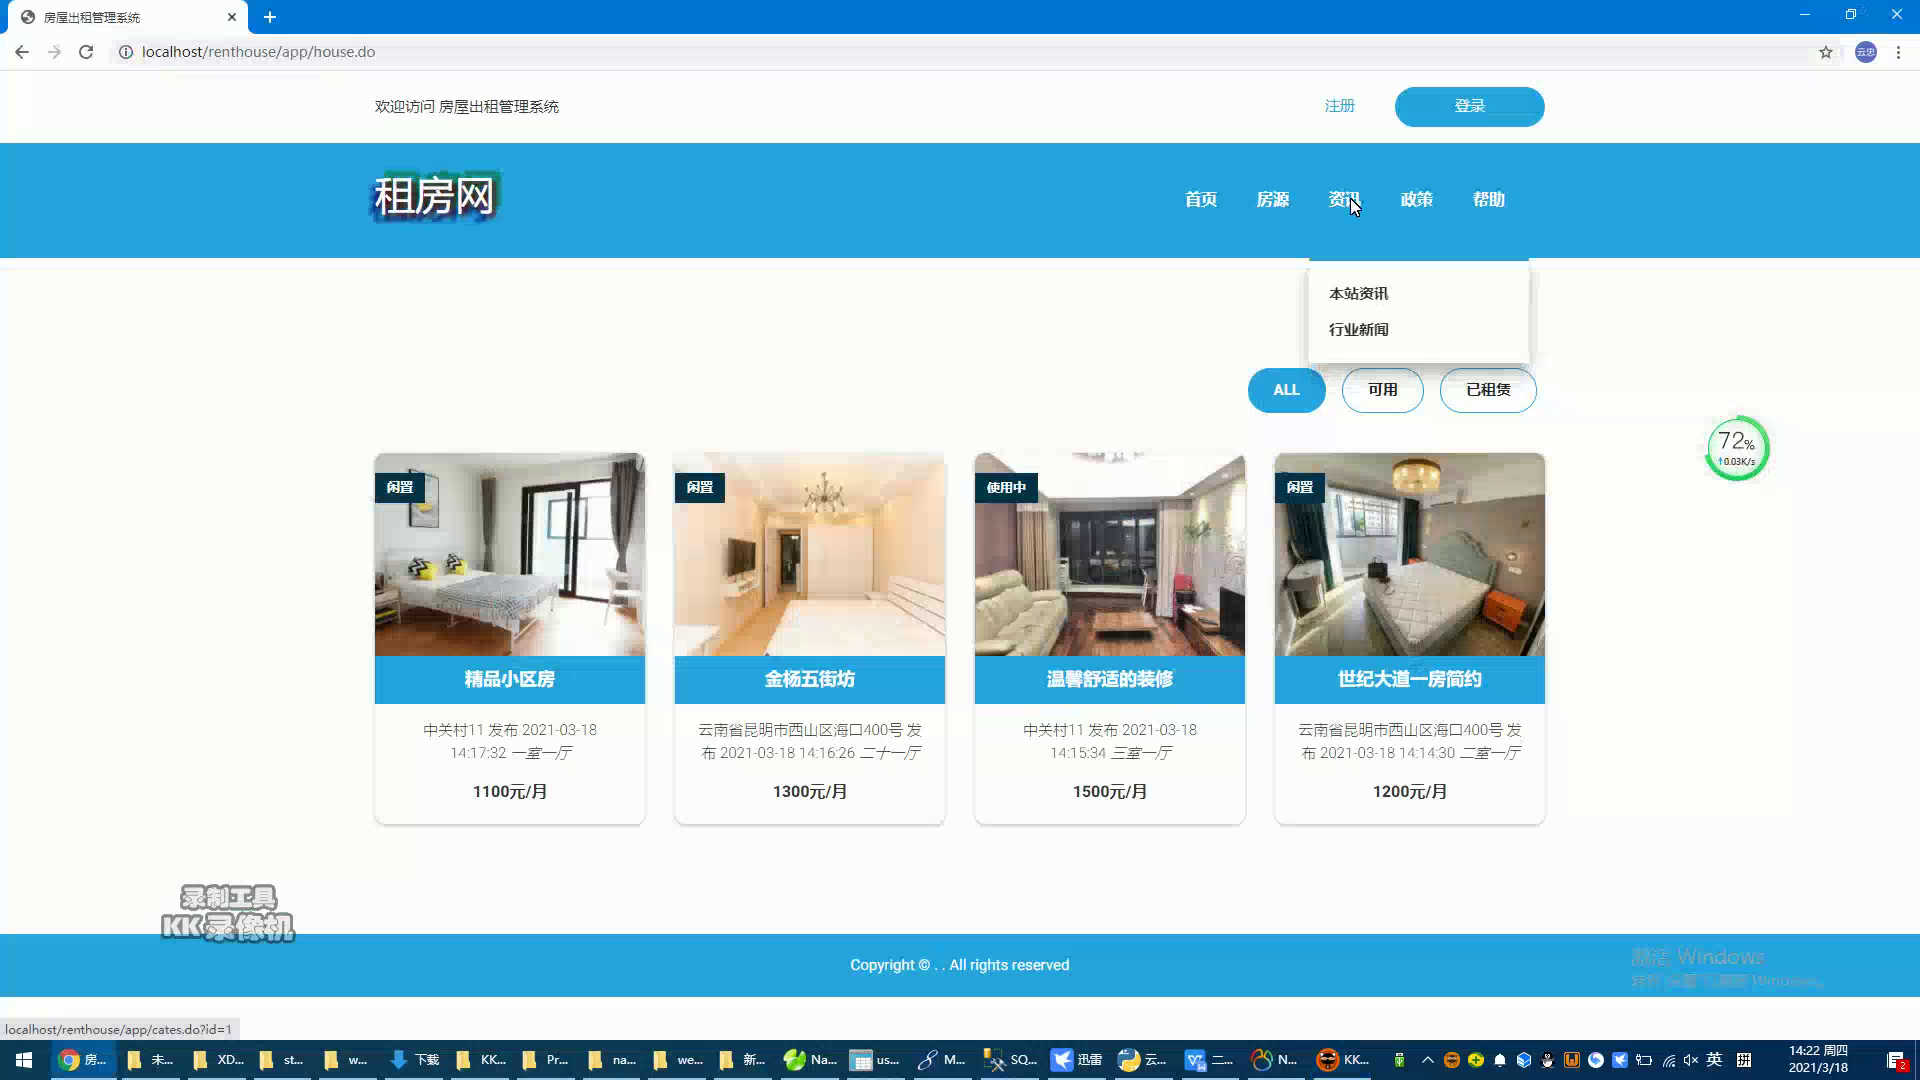 房屋出租管理系统
localhost/renthouse/app/house.do
云忠
欢迎访问 房屋出租管理系统
注册
登录
租房网
首页
房源
资讯
政策
帮助
本站资讯
行业新闻
ALL
可用
已租赁
72%
↑0.03K/s
闲置
闲置
使用中
闲置
精品小区房
金杨五街坊
温馨舒适的装修
世纪大道一房简约
中关村11 发布 2021-03-18
14:17:32 一室一厅
1100元/月
云南省昆明市西山区海口400号 发
布 2021-03-18 14:16:26 二十一厅
1300元/月
中关村11 发布 2021-03-18
14:15:34 三室一厅
1500元/月
云南省昆明市西山区海口400号 发
布 2021-03-18 14:14:30 二室一厅
1200元/月
录制工具
KK录像机
Copyright © . . All rights reserved
激活 Windows
localhost/renthouse/app/cates.do?id=1
房...
未...
XD...
st...
w...
下载
KK...
Pr...
na...
we...
新...
Na...
us...
M...
SQ...
迅雷
云...
二...
N...
KK...
英
拼
14:22 周四
2021/3/18
2